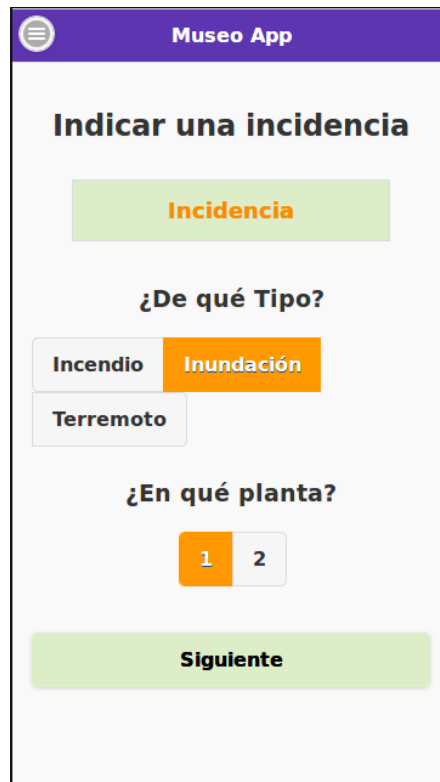 Museo App
Indicar una incidencia
Incidencia
¿De qué Tipo?
Incendio Inundación
Terremoto
¿En qué planta?
1 2
Siguiente